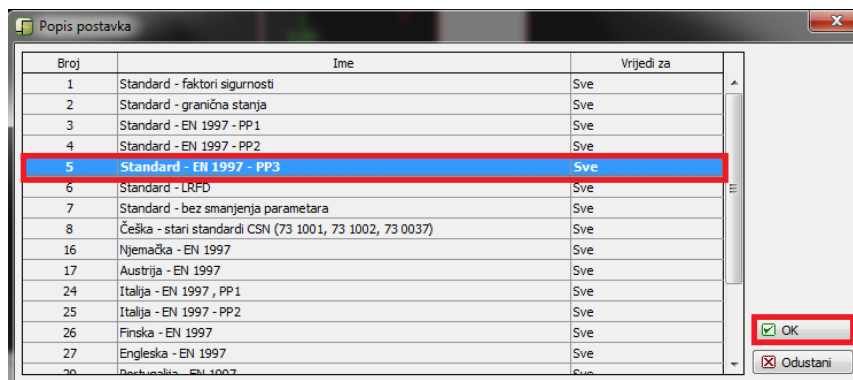 Popis postavka
Broj Ime Vrijedi za
1 Standard - faktori sigurnosti Sve
2 Standard - granična stanja Sve
3 Standard - EN 1997 - PP1 Sve
4 Standard - EN 1997 - PP2 Sve
5 Standard - EN 1997 - PP3 Sve
6 Standard - LRFD Sve
7 Standard - bez smanjenja parametara Sve
8 Češka - stari standardi CSN (73 1001, 73 1002, 73 0037) Sve
16 Njemačka - EN 1997 Sve
17 Austrija - EN 1997 Sve
24 Italija - EN 1997 , PP1 Sve
25 Italija - EN 1997 - PP2 Sve
26 Finska - EN 1997 Sve
OK
27 Engleska - EN 1997 Sve
Odustani
Portugalija - EN 1997 Sve